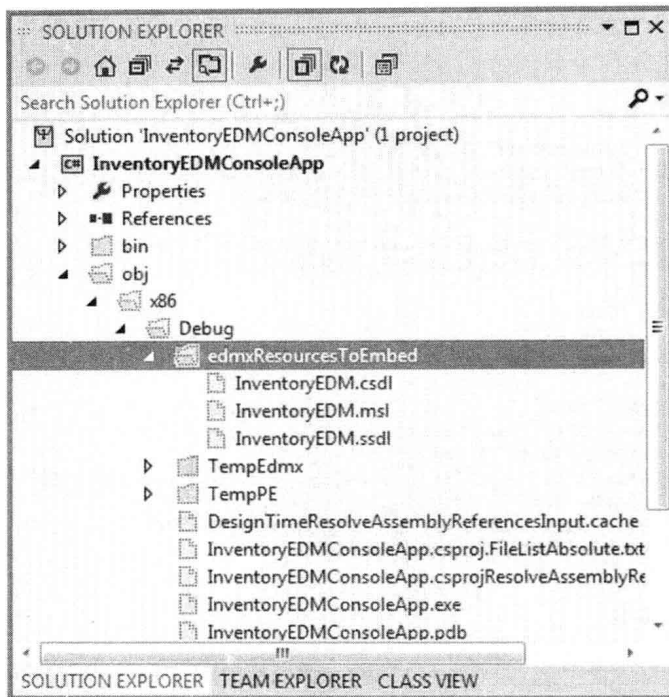 SOLUTION EXPLORER
Search Solution Explorer (Ctrl+;)
Solution 'InventoryEDMConsoleApp' (1 project)
C# InventoryEDMConsoleApp
Properties
References
bin
obj
x86
Debug
edmxResourcesToEmbed
InventoryEDM.csdl
InventoryEDM.msl
InventoryEDM.ssdl
TempEdmx
TempPE
DesignTimeResolveAssemblyReferencesInput.cache
InventoryEDMConsoleApp.csproj.FileListAbsolute.txt
InventoryEDMConsoleApp.csprojResolveAssemblyRe
InventoryEDMConsoleApp.exe
InventoryEDMConsoleApp.pdb
SOLUTION EXPLORER TEAM EXPLORER CLASS VIEW